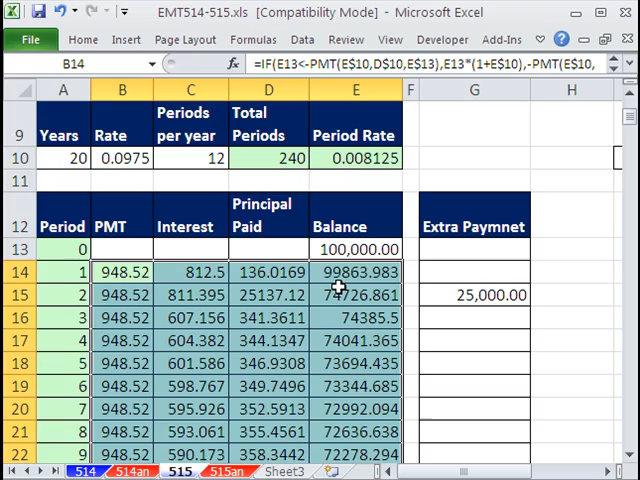 EMT514-515.xls [Compatibility Mode] - Microsoft Excel
File Home Insert Page Layout Formulas Data Review View Developer Add-Ins
B14 fx =IF(E13<-PMT(E$10,D$10,E$13),E13*(1+E$10),-PMT(E$10,
A B C D E F G H
9 Years Rate Periods per year Total Periods Period Rate
10 20 0.0975 12 240 0.008125
11
12 Period PMT Interest Principal Paid Balance Extra Paymnet
13 0 100,000.00
14 1 948.52 812.5 136.0169 99863.983
15 2 948.52 811.395 25137.12 74726.861 25,000.00
16 3 948.52 607.156 341.3611 74385.5
17 4 948.52 604.382 344.1347 74041.365
18 5 948.52 601.586 346.9308 73694.435
19 6 948.52 598.767 349.7496 73344.685
20 7 948.52 595.926 352.5913 72992.094
21 8 948.52 593.061 355.4561 72636.638
22 9 948.52 590.173 358.3442 72278.294
514 514an 515 515an Sheet3